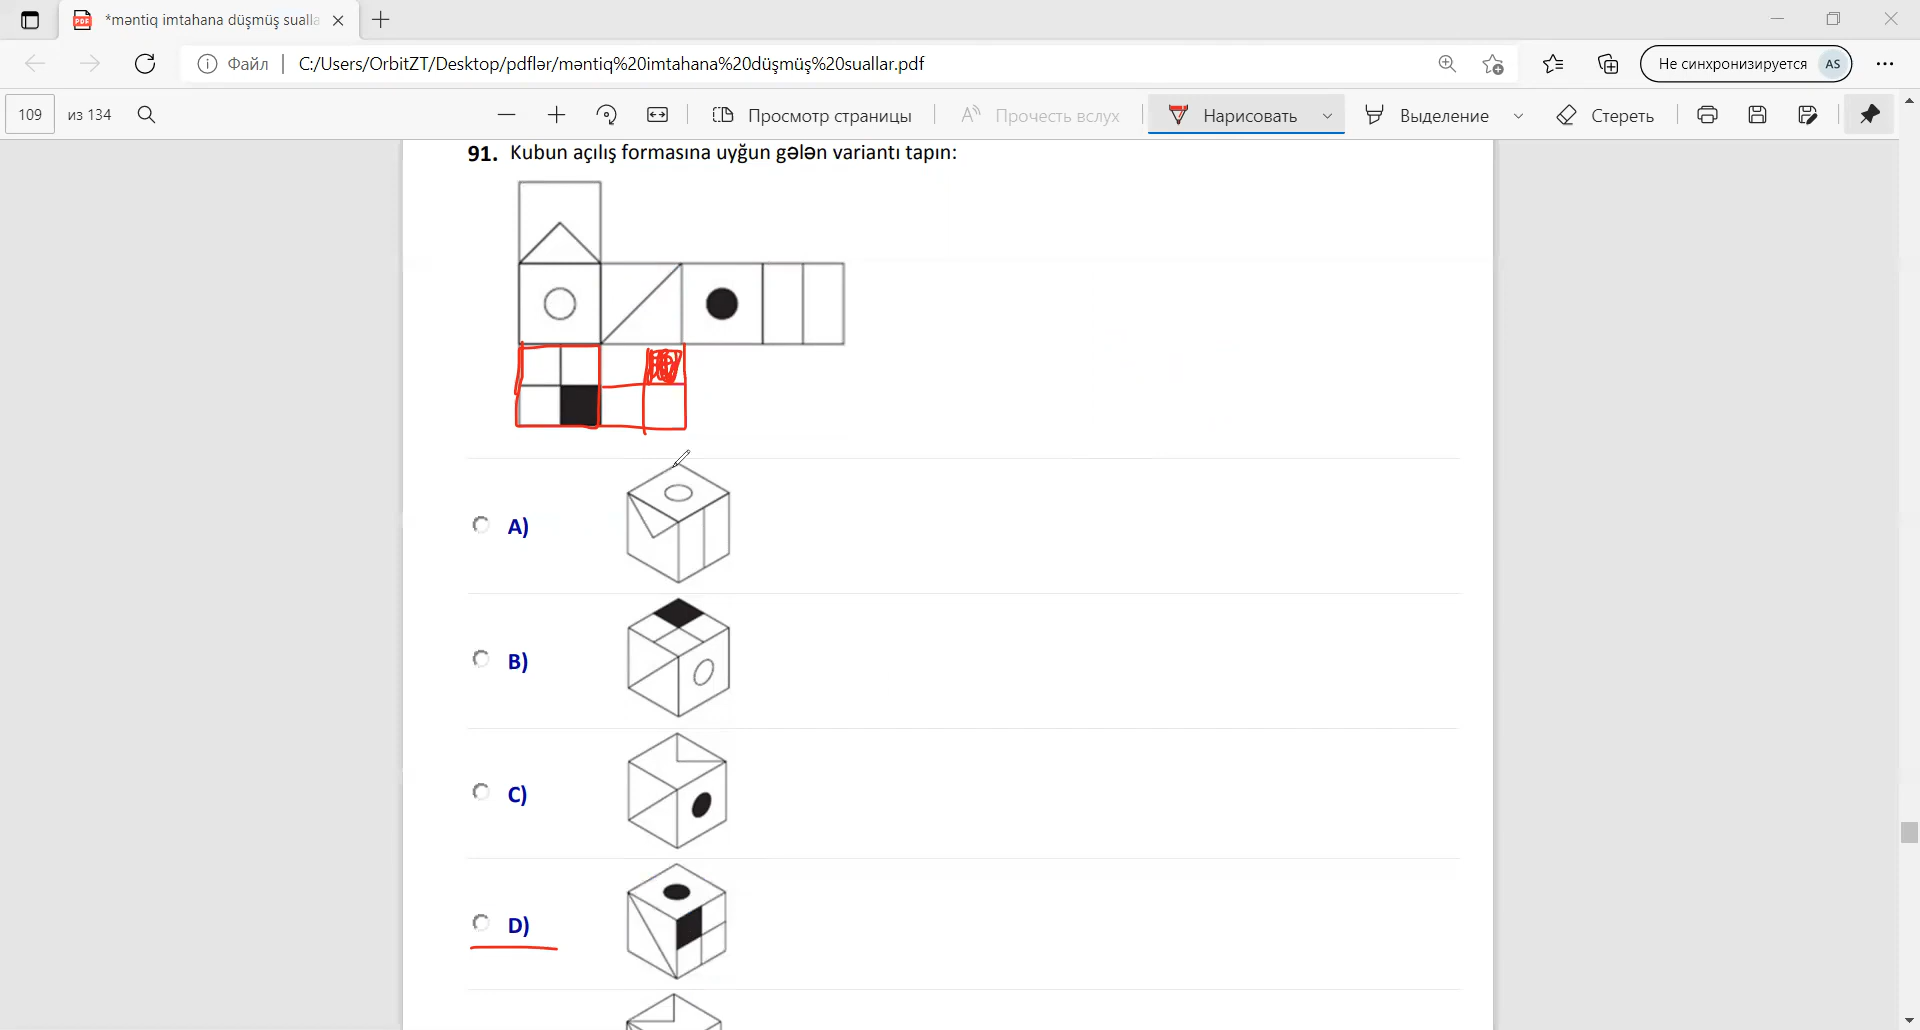 *məntiq imtahana düşmüş sualla
Файл
C:/Users/OrbitZT/Desktop/pdflər/məntiq%20imtahana%20düşmüş%20suallar.pdf
Не синхронизируется
AS
109
из 134
Просмотр страницы
Прочесть вслух
Нарисовать
Выделение
Стереть
91. Kubun açılış formasına uyğun gələn variantı tapın:
A)
B)
C)
D)